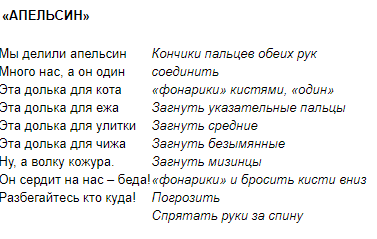 «АПЕЛЬСИН»
Мы делили апельсин Кончики пальцев обеих рук
Много нас, а он один соединить
Эта долька для кота «фонарики» кистями, «один»
Эта долька для ежа Загнуть указательные пальцы
Эта долька для улитки Загнуть средние
Эта долька для чижа Загнуть безымянные
Ну, а волку кожура. Загнуть мизинцы
Он сердит на нас – беда! «фонарики» и бросить кисти вниз
Разбегайтесь кто куда! Погрозить
Спрятать руки за спину